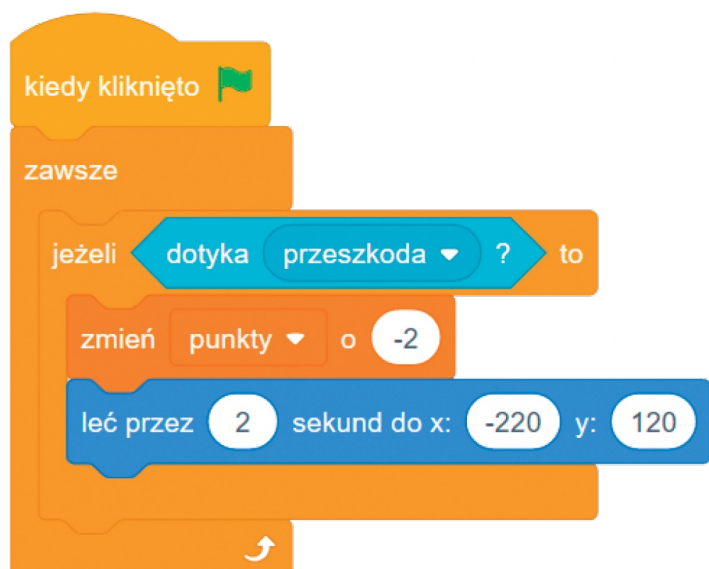 kiedy kliknięto
zawsze
jeżeli dotyka przeszkoda ? to
zmień punkty o -2
leć przez 2 sekund do x: -220 y: 120